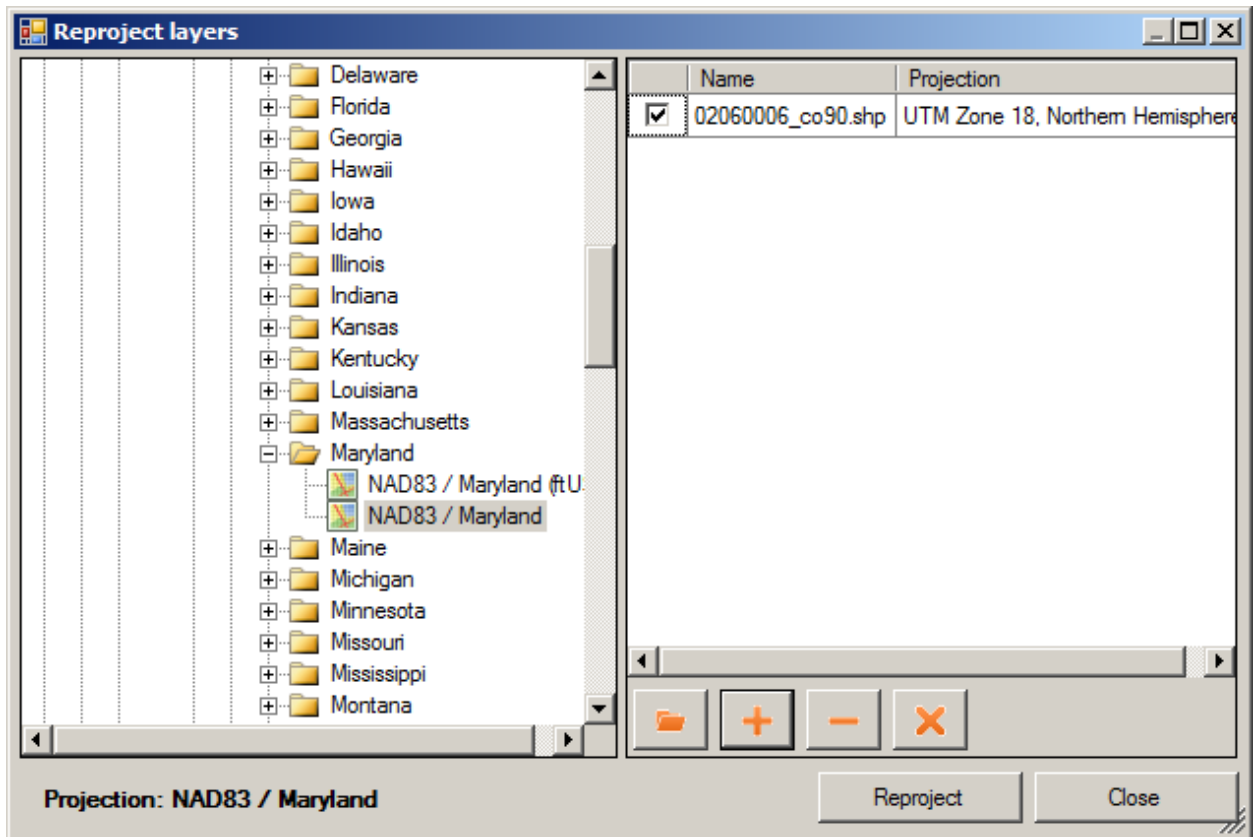 Reproject layers
Delaware
Florida
Georgia
Hawaii
Iowa
Idaho
Illinois
Indiana
Kansas
Kentucky
Louisiana
Massachusetts
Maryland
NAD83 / Maryland (ftU
NAD83 / Maryland
Maine
Michigan
Minnesota
Missouri
Mississippi
Montana
Name Projection
02060006_co90.shp UTM Zone 18, Northern Hemisphere
Projection: NAD83 / Maryland
Reproject Close